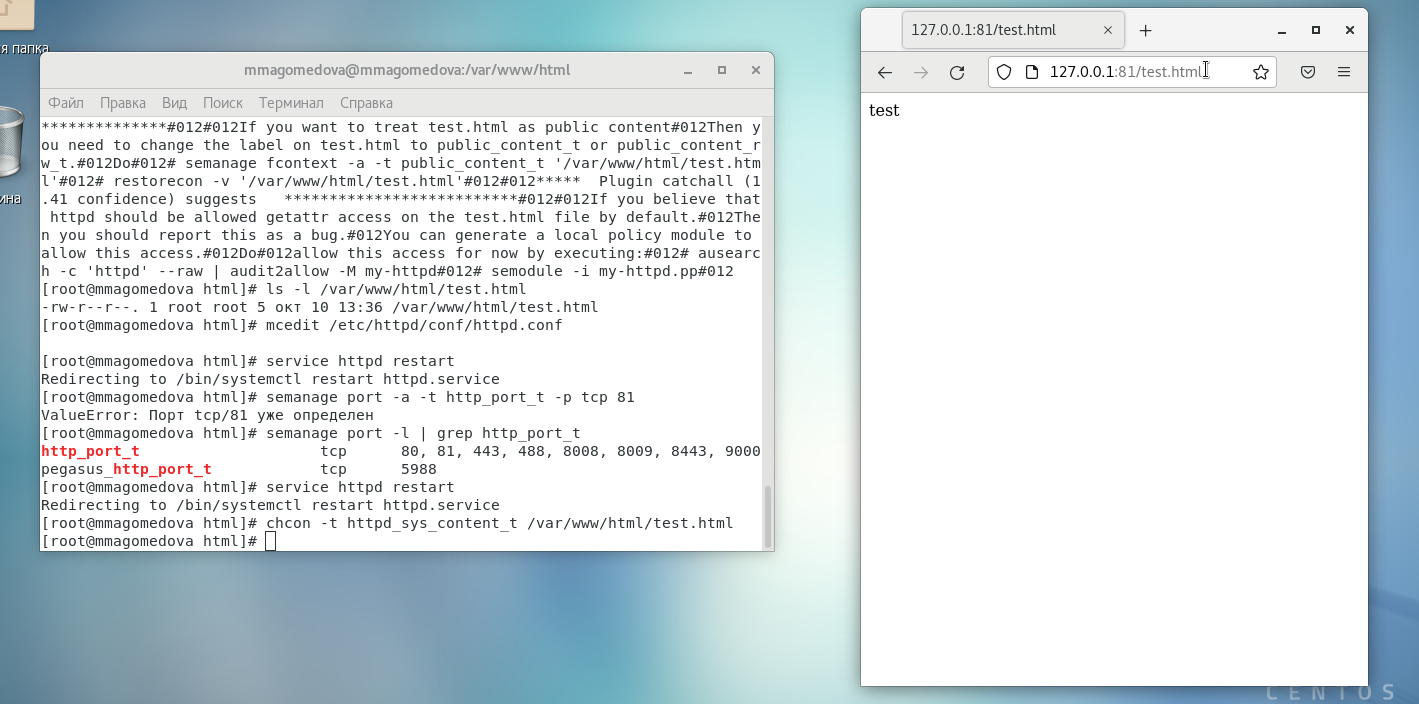 я папка
ина
mmagomedova@mmagomedova:/var/www/html
Файл Правка Вид Поиск Терминал Справка
**************#012#012If you want to treat test.html as public content#012Then y
ou need to change the label on test.html to public_content_t or public_content_r
w_t.#012Do#012# semanage fcontext -a -t public_content_t '/var/www/html/test.htm
l'#012# restorecon -v '/var/www/html/test.html'#012#012*****  Plugin catchall (1
.41 confidence) suggests   **************************#012#012If you believe that
 httpd should be allowed getattr access on the test.html file by default.#012The
n you should report this as a bug.#012You can generate a local policy module to
allow this access.#012Do#012allow this access for now by executing:#012# ausearc
h -c 'httpd' --raw | audit2allow -M my-httpd#012# semodule -i my-httpd.pp#012
[root@mmagomedova html]# ls -l /var/www/html/test.html
-rw-r--r--. 1 root root 5 окт 10 13:36 /var/www/html/test.html
[root@mmagomedova html]# mcedit /etc/httpd/conf/httpd.conf
[root@mmagomedova html]# service httpd restart
Redirecting to /bin/systemctl restart httpd.service
[root@mmagomedova html]# semanage port -a -t http_port_t -p tcp 81
ValueError: Порт tcp/81 уже определен
[root@mmagomedova html]# semanage port -l | grep http_port_t
http_port_t                    tcp      80, 81, 443, 488, 8008, 8009, 8443, 9000
pegasus_http_port_t            tcp      5988
[root@mmagomedova html]# service httpd restart
Redirecting to /bin/systemctl restart httpd.service
[root@mmagomedova html]# chcon -t httpd_sys_content_t /var/www/html/test.html
[root@mmagomedova html]#
127.0.0.1:81/test.html
127.0.0.1:81/test.html
test
CENTOS